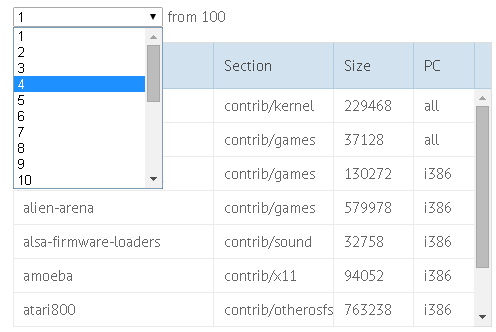 1 from 100
1
2
3
4
5
6
7
8
9
10
Section Size PC
contrib/kernel 229468 all
contrib/games 37128 all
contrib/games 130272 i386
alien-arena contrib/games 579978 i386
alsa-firmware-loaders contrib/sound 32758 i386
amoeba contrib/x11 94052 i386
atari800 contrib/otherosfs 763238 i386